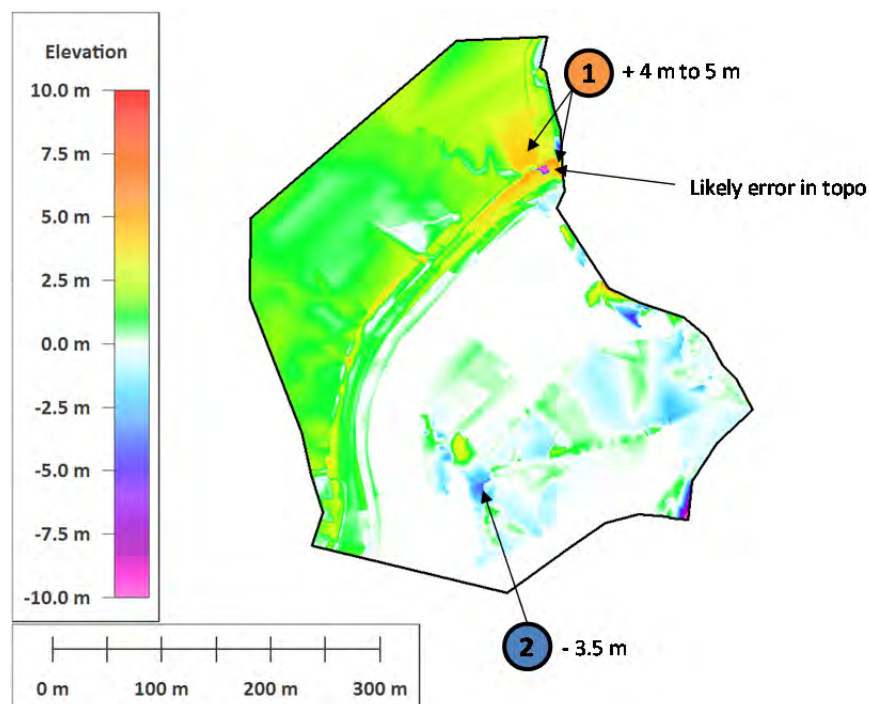 Elevation
10.0 m
7.5 m
5.0 m
2.5 m
0.0 m
-2.5 m
-5.0 m
-7.5 m
-10.0 m
1 + 4 m to 5 m
Likely error in topo
2 - 3.5 m
0 m 100 m 200 m 300 m